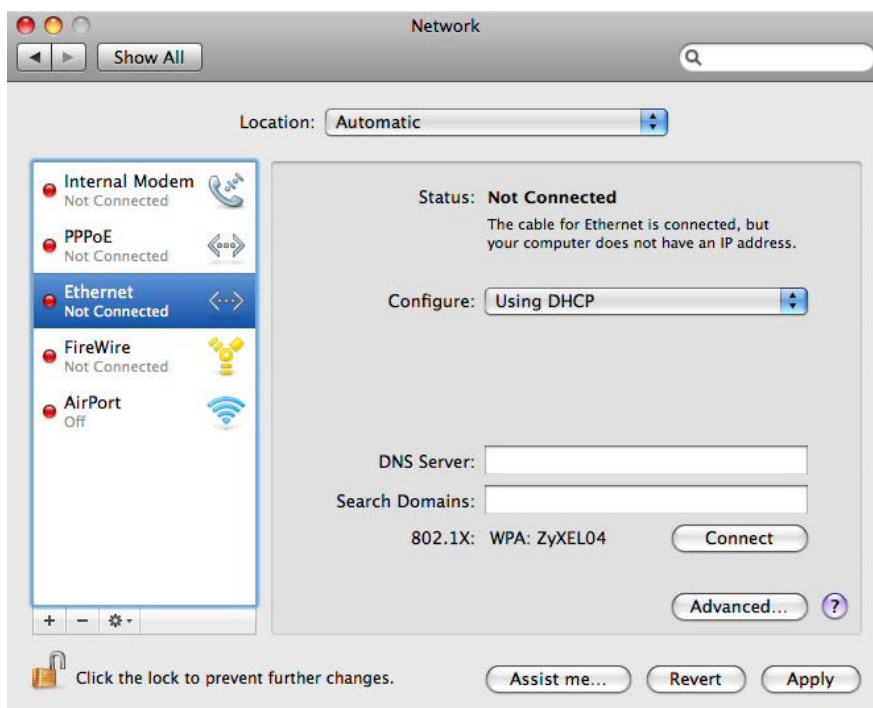 Network
Show All
Location: Automatic
Internal Modem
Not Connected
PPPoE
Not Connected
Ethernet
Not Connected
FireWire
Not Connected
AirPort
Off
Status: Not Connected
The cable for Ethernet is connected, but
your computer does not have an IP address.
Configure: Using DHCP
DNS Server:
Search Domains:
802.1X: WPA: ZyXEL04 Connect
Advanced... ?
+ −
Click the lock to prevent further changes.
Assist me... Revert Apply